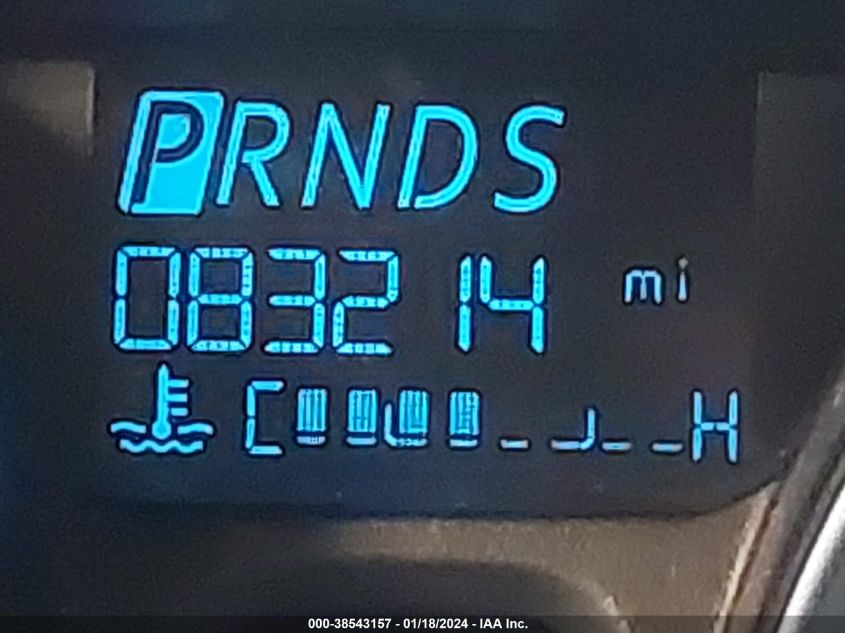 PRNDS
083214 mi
C H
000-38543157 - 01/18/2024 - IAA Inc.